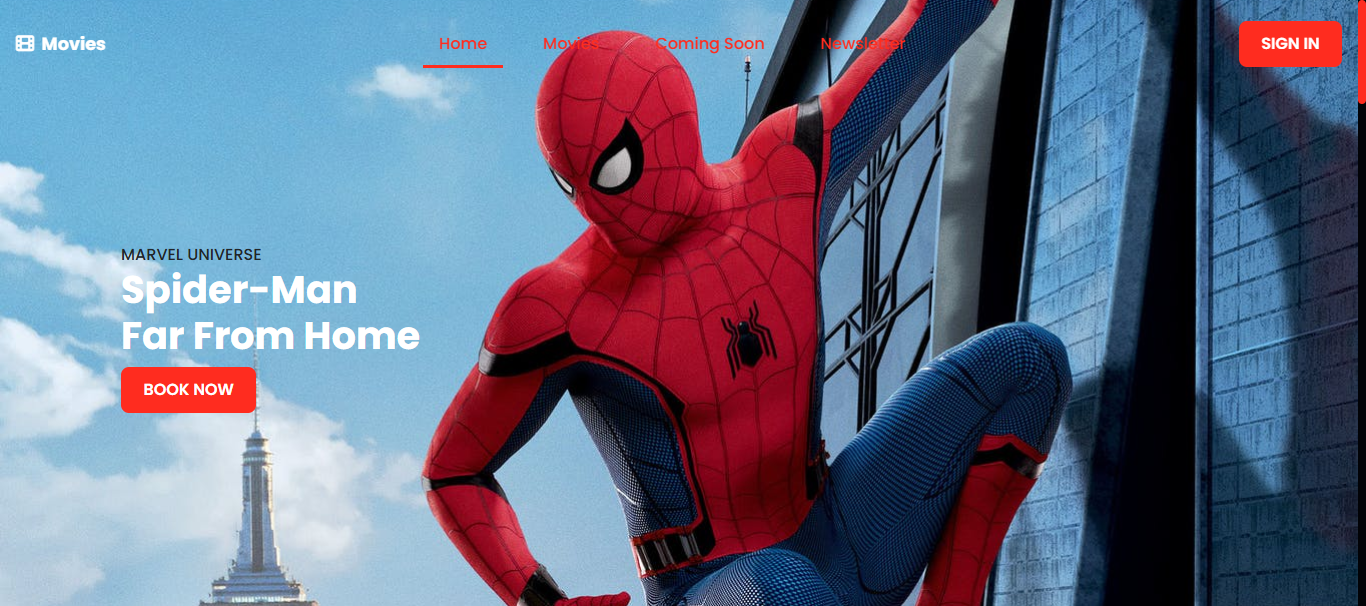 Movies
Home Movies Coming Soon Newsletter
SIGN IN
MARVEL UNIVERSE
Spider-Man
Far From Home
BOOK NOW